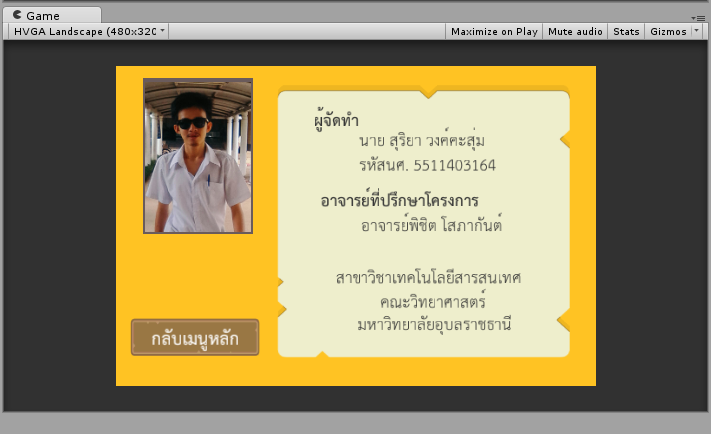 Game
HVGA Landscape (480x320
Maximize on Play
Mute audio
Stats
Gizmos
ผู้จัดทำ
นาย สุริยา วงค์คะสุ่ม
รหัสนศ. 5511403164
อาจารย์ที่ปรึกษาโครงการ
อาจารย์พิชิต โสภากันต์
สาขาวิชาเทคโนโลยีสารสนเทศ
คณะวิทยาศาสตร์
มหาวิทยาลัยอุบลราชธานี
กลับเมนูหลัก